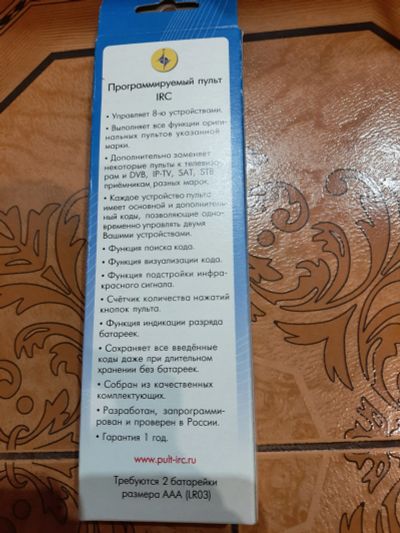 Программируемый пульт
IRC
• Управляет 8-ю устройствами.
• Выполняет все функции ориги-
нальных пультов указанной
марки.
• Дополнительно заменяет
некоторые пульты к телевизо-
рам и DVB, IP-TV, SAT, STB
приёмникам, разных марок.
• Каждое устройство пульта
имеет основной и дополнитель-
ный коды, позволяющие одно-
временно управлять двумя
Вашими устройствами.
• Функция поиска кода.
• Функция визуализации кода.
• Функция подстройки инфра-
красного сигнала.
• Счётчик количества нажатий
кнопок пульта.
• Функция индикации разряда
батареек.
• Сохраняет все введённые
коды даже при длительном
хранении без батареек.
• Собран из качественных
комплектующих.
• Разработан, запрограмми-
рован и проверен в России.
• Гарантия 1 год.
www.pult-irc.ru
Требуются 2 батарейки
размера AAA (LR03)